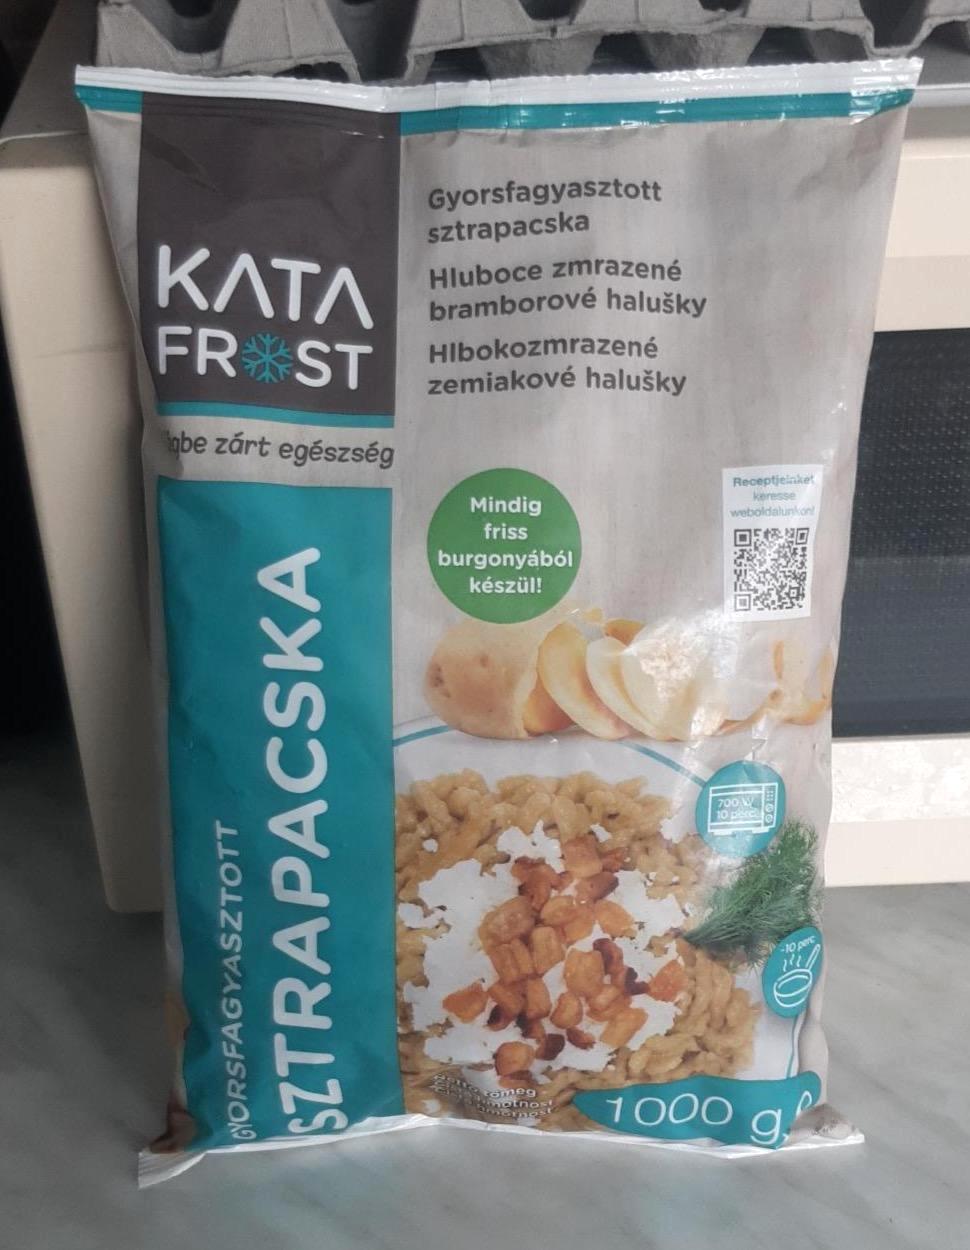 KATA
FROST
zárt egészség
GYORSFAGYASZTOTT
SZTRAPACSKA
Gyorsfagyasztott
sztrapacska
Hluboce zmrazené
bramborové halušky
Hlbokozmrazené
zemiakové halušky
Mindig
friss
burgonyából
készül!
Receptjeinket
keresse
weboldalunkon!
700 W
10 perc
10 perc
1000 g